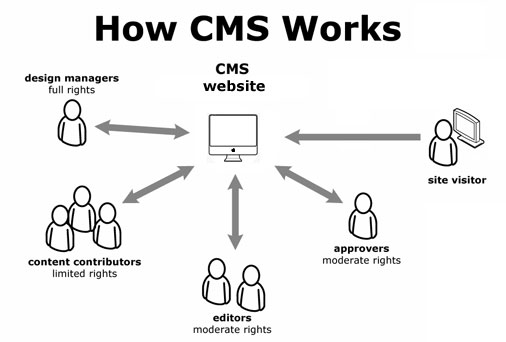 How CMS Works
CMS
website
design managers
full rights
site visitor
content contributors
limited rights
approvers
moderate rights
editors
moderate rights